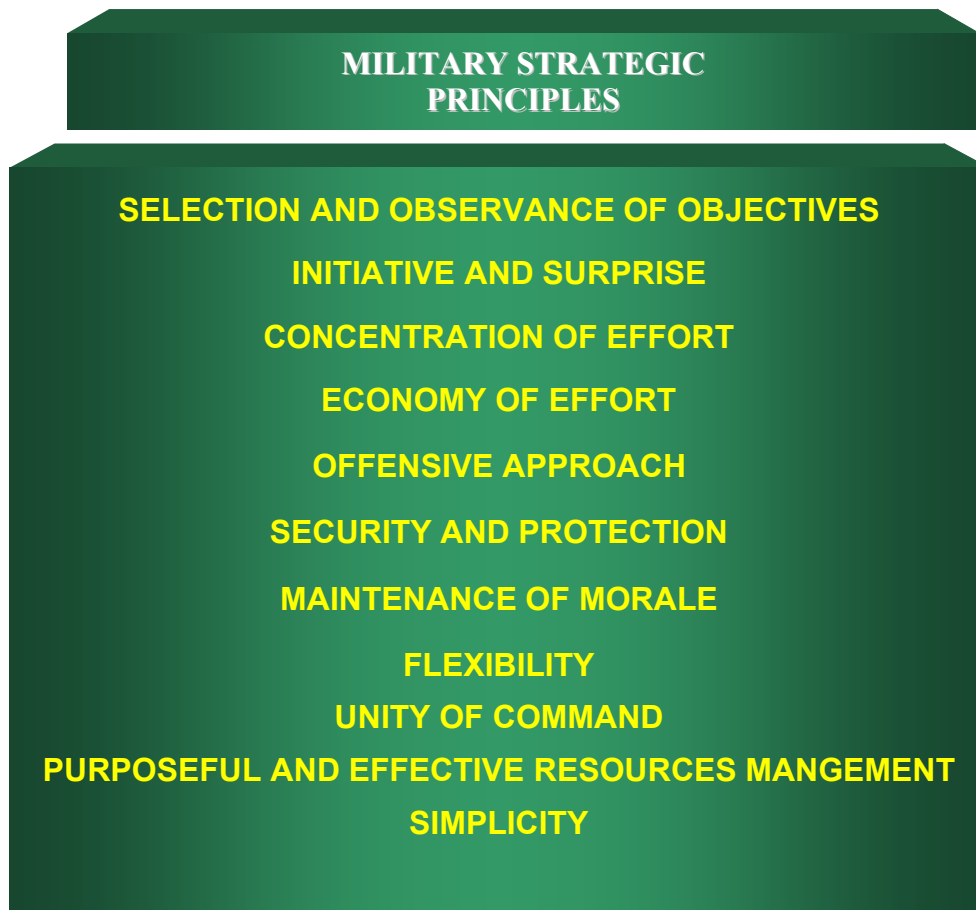 MILITARY STRATEGIC
PRINCIPLES
SELECTION AND OBSERVANCE OF OBJECTIVES
INITIATIVE AND SURPRISE
CONCENTRATION OF EFFORT
ECONOMY OF EFFORT
OFFENSIVE APPROACH
SECURITY AND PROTECTION
MAINTENANCE OF MORALE
FLEXIBILITY
UNITY OF COMMAND
PURPOSEFUL AND EFFECTIVE RESOURCES MANGEMENT
SIMPLICITY